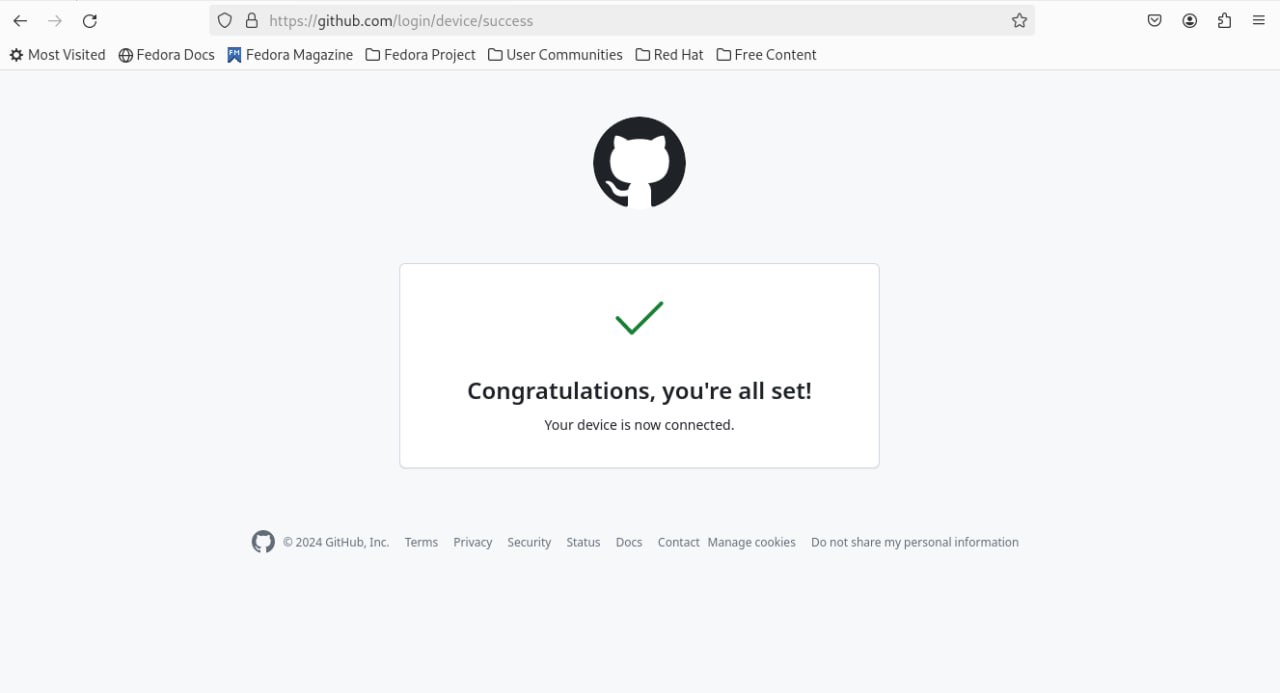 https://github.com/login/device/success
Most Visited Fedora Docs FM Fedora Magazine Fedora Project User Communities Red Hat Free Content
Congratulations, you're all set!
Your device is now connected.
© 2024 GitHub, Inc. Terms Privacy Security Status Docs Contact Manage cookies Do not share my personal information